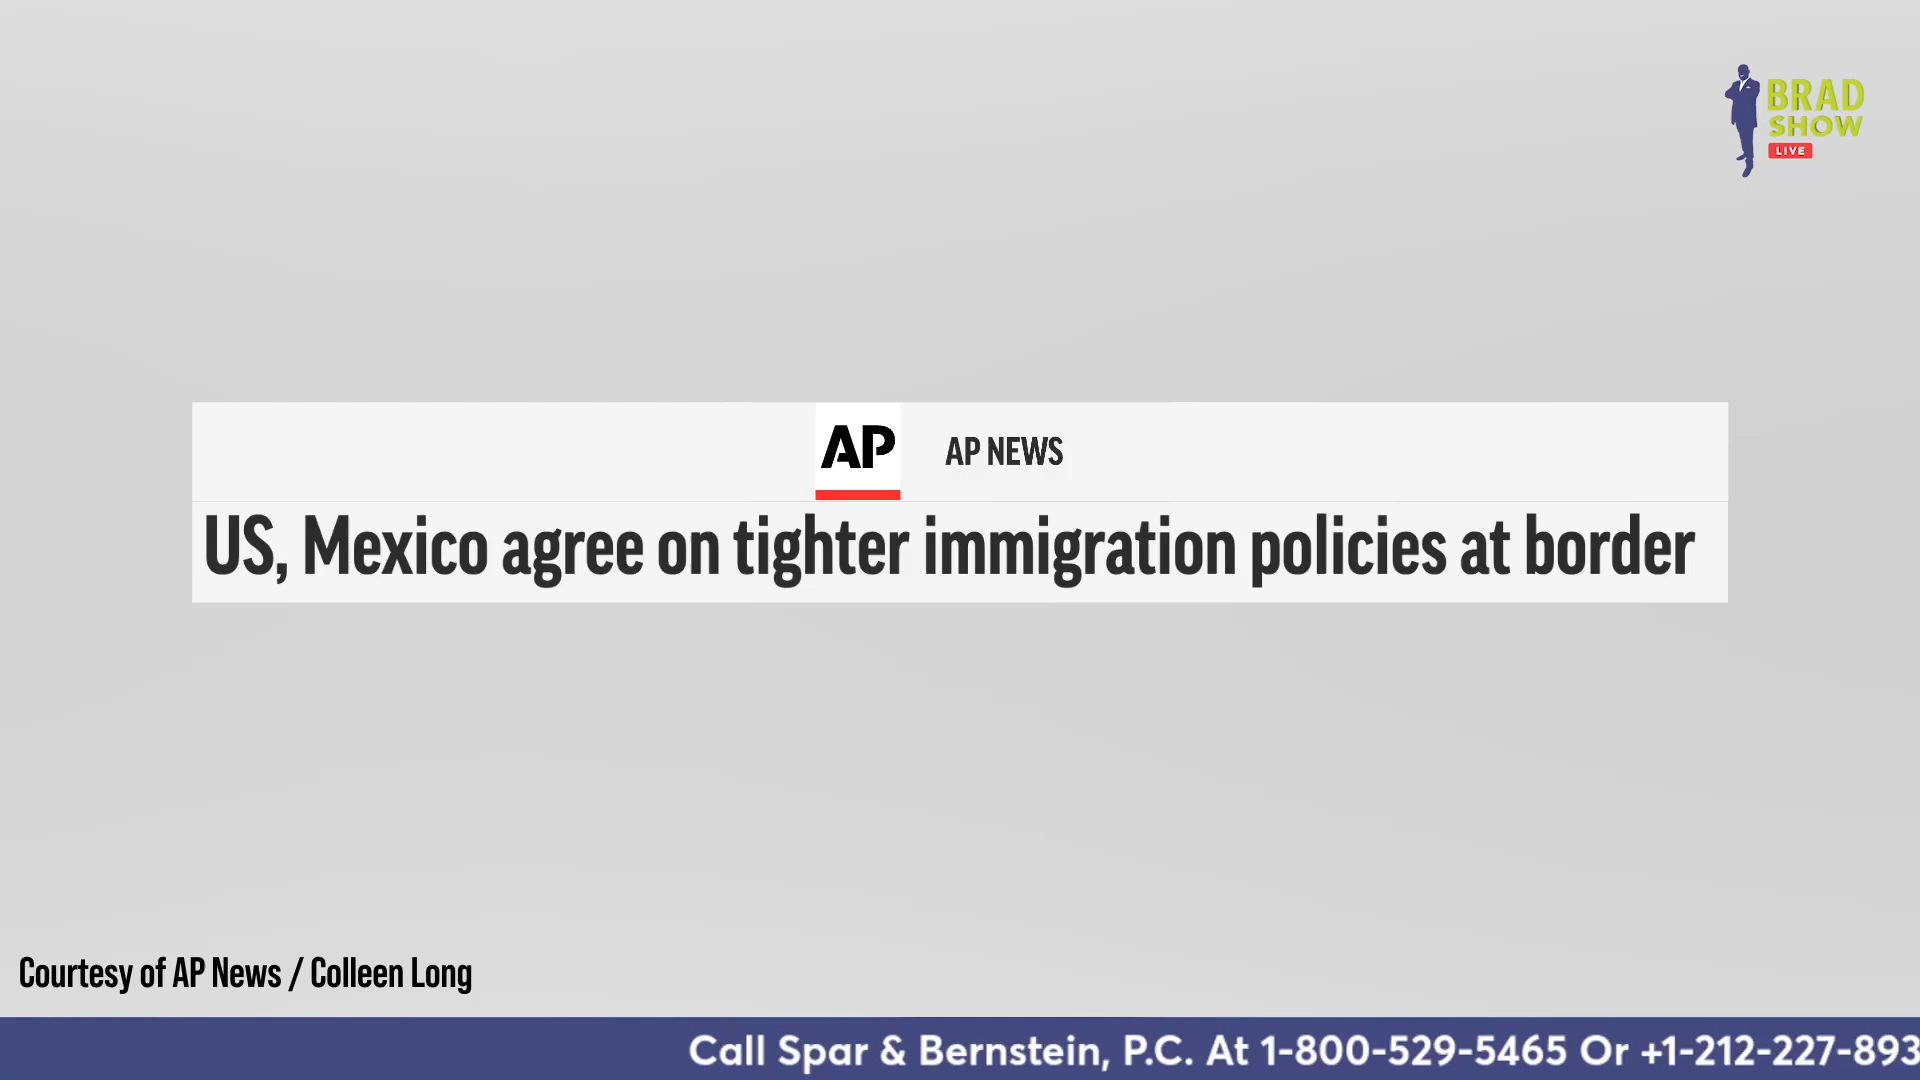 BRAD
SHOW
LIVE
AP AP NEWS
US, Mexico agree on tighter immigration policies at border
Courtesy of AP News / Colleen Long
Call Spar & Bernstein, P.C. At 1-800-529-5465 Or +1-212-227-893